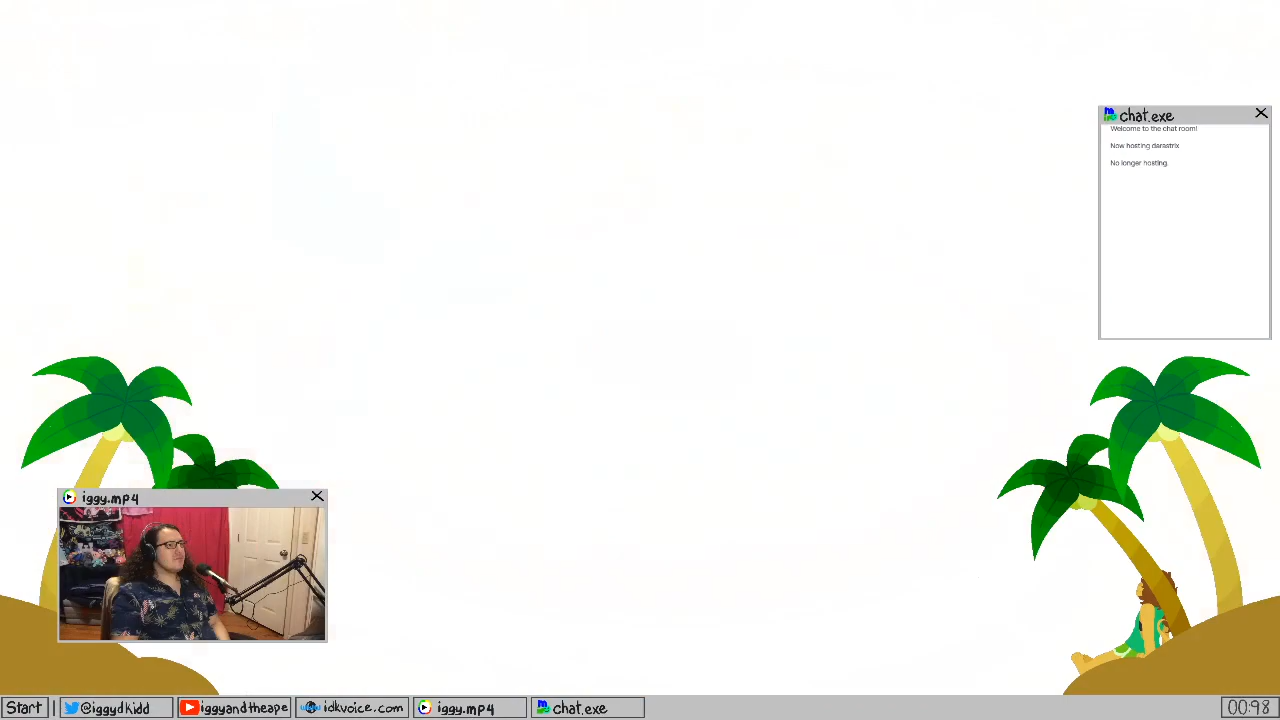 chat.exe
Welcome to the chat room!
Now hosting darastrix
No longer hosting.
iggy.mp4
Start | @iggydkidd iggyandtheape www idkvoice.com iggy.mp4 chat.exe 00:98